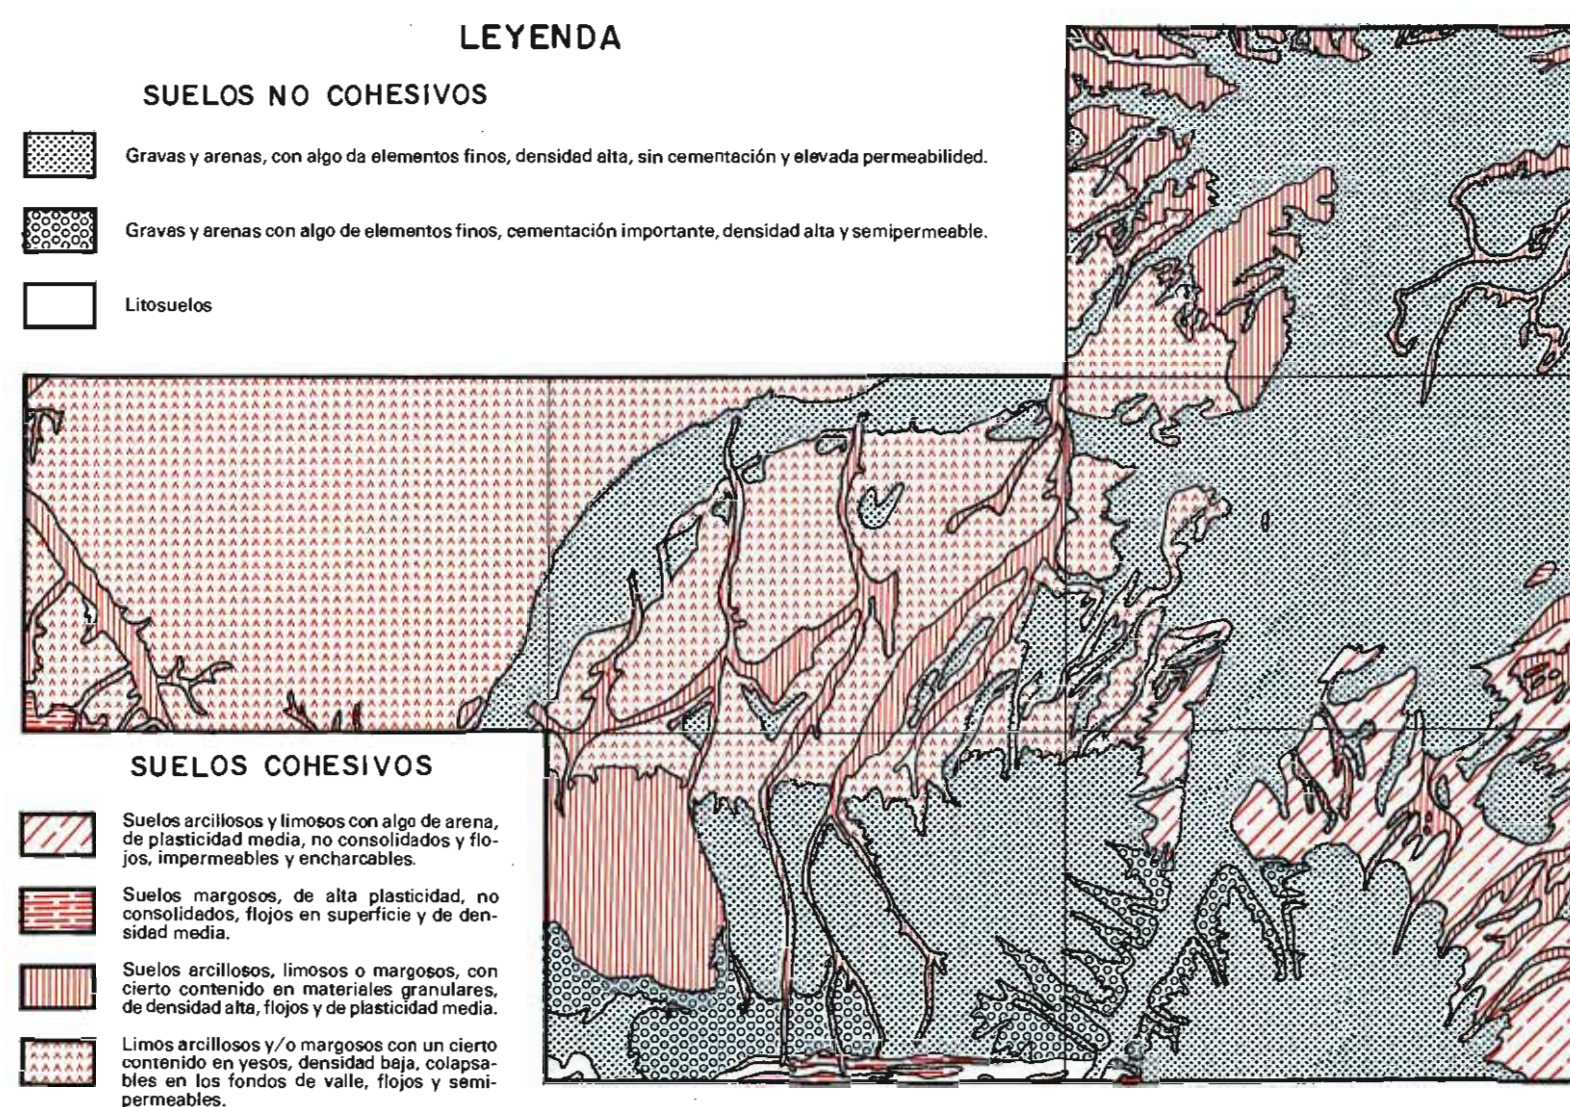 LEYENDA
SUELOS NO COHESIVOS
Gravas y arenas, con algo da elementos finos, densidad alta, sin cementación y elevada permeabilided.
Gravas y arenas con algo de elementos finos, cementación importante, densidad alta y semipermeable.
Litosuelos
SUELOS COHESIVOS
Suelos arcillosos y limosos con algo de arena,
de plasticidad media, no consolidados y flo-
jos, impermeables y encharcables.
Suelos margosos, de alta plasticidad, no
consolidados, flojos en superficie y de den-
sidad media.
Suelos arcillosos, limosos o margosos, con
cierto contenido en materiales granulares,
de densidad alta, flojos y de plasticidad media.
Limos arcillosos y/o margosos con un cierto
contenido en yesos, densidad baja, colapsa-
bles en los fondos de valle, flojos y semi-
permeables.